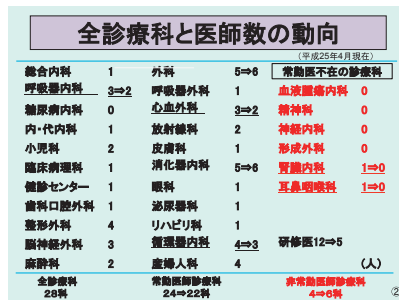 全診療科と医師数の動向
（平成25年4月現在）
総合内科 1 外科 5⇒6 常勤医不在の診療科
呼吸器内科 3⇒2 呼吸器外科 1 血液腫瘍内科 0
糖尿病内科 0 心血外科 3⇒2 精神科 0
内・代内科 1 放射線科 2 神経内科 0
小児科 2 皮膚科 1 形成外科 0
臨床病理科 1 消化器内科 5⇒6 腎臓内科 1⇒0
健診センター 1 眼科 1 耳鼻咽喉科 1⇒0
歯科口腔外科 1 泌尿器科 1
整形外科 4 リハビリ科 1
脳神経外科 3 循環器内科 4⇒3 研修医12⇒5
麻酔科 2 産婦人科 4 （人）
全診療科 常勤医師診療科 非常勤医師診療科
28科 24⇒22科 4⇒6科
②